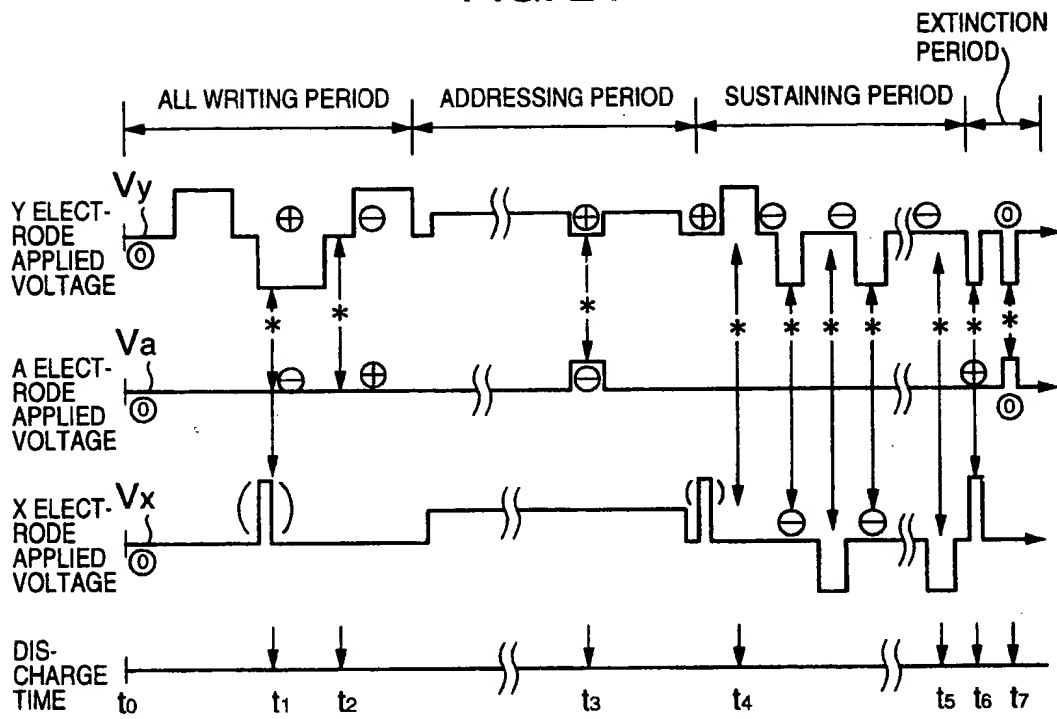 EXTINCTION
PERIOD
ALL WRITING PERIOD
ADDRESSING PERIOD
SUSTAINING PERIOD
Vy
Y ELECT-
RODE
APPLIED
VOLTAGE
0
⊕ ⊖ ⊕ ⊕ ⊖ ⊖ ⊖ 0
* * * * * * * * * *
Va
A ELECT-
RODE
APPLIED
VOLTAGE
0
⊖ ⊕ ⊖ ⊕ 0
Vx
X ELECT-
RODE
APPLIED
VOLTAGE
0
( ) ( ) ⊖ ⊖
DIS-
CHARGE
TIME
t0 t1 t2 t3 t4 t5 t6 t7